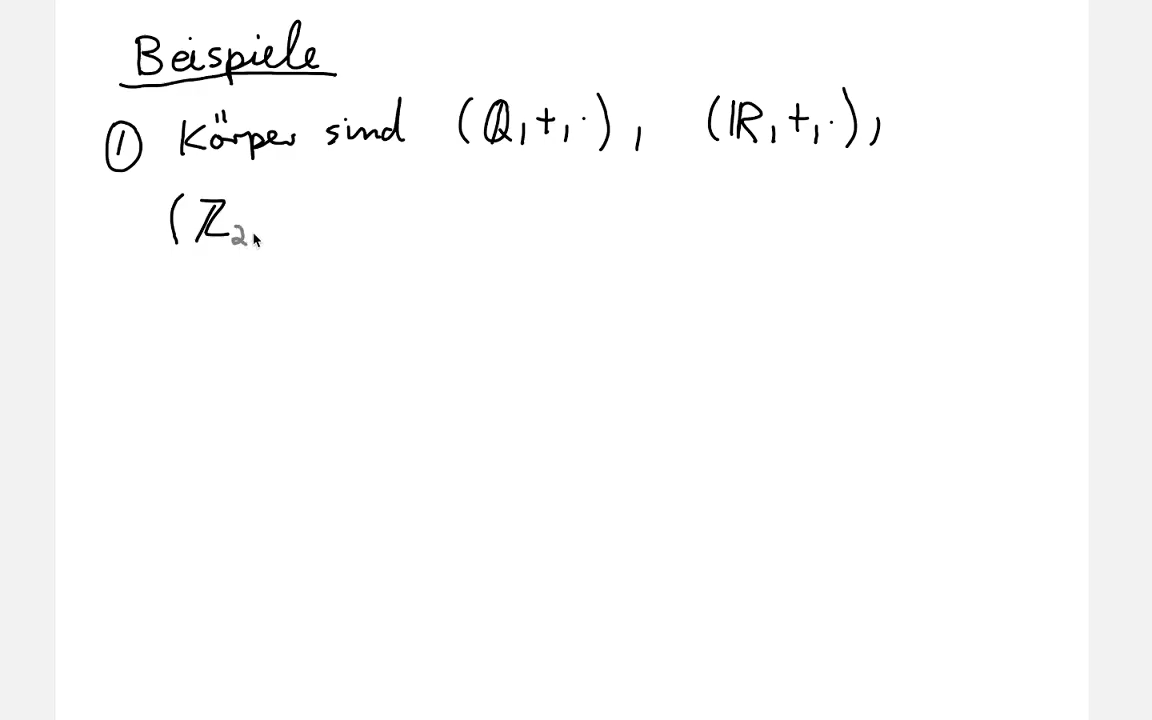 Beispiele
① Körper sind (ℚ, +, ·), (ℝ, +, ·),
(ℤ₂